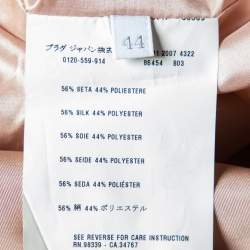 プラダ ジャパン株式
0120-559-914
44
2007 4322
86454 803
56% SETA 44% POLIESTERE
56% SILK 44% POLYESTER
56% SOIE 44% POLYESTER
56% SEIDE 44% POLYESTER
56% SEDA 44% POLIÉSTER
56% 絹 44% ポリエステル
SEE REVERSE FOR CARE INSTRUCTION
RN.98339 - CA.34767